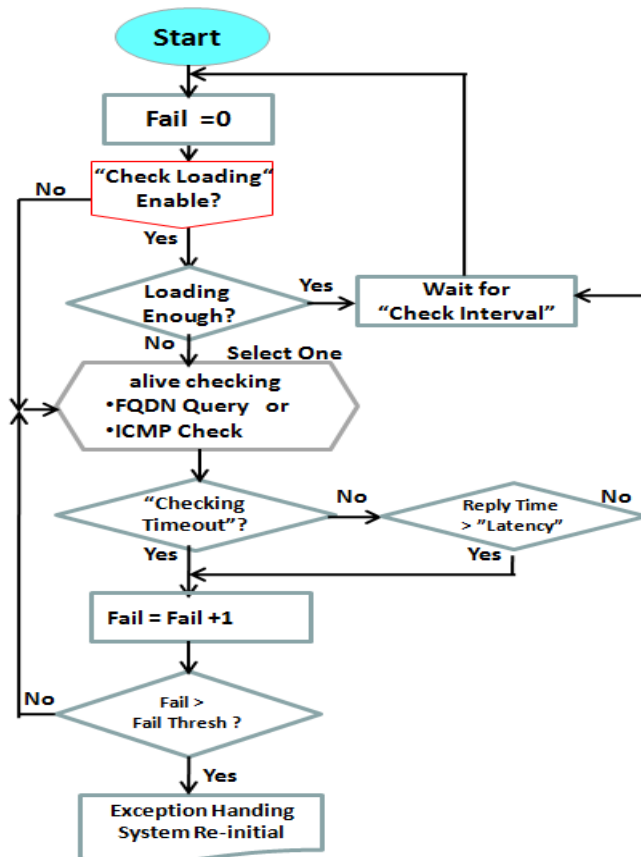 Start
Fail =0
“Check Loading“
Enable?
No
Yes
Loading
Enough?
Yes
Wait for
“Check Interval”
No
Select One
alive checking
•FQDN Query or
•ICMP Check
“Checking
Timeout”?
No
Reply Time
> ”Latency”
No
Yes
Yes
Fail = Fail +1
Fail >
Fail Thresh ?
No
Yes
Exception Handing
System Re-initial